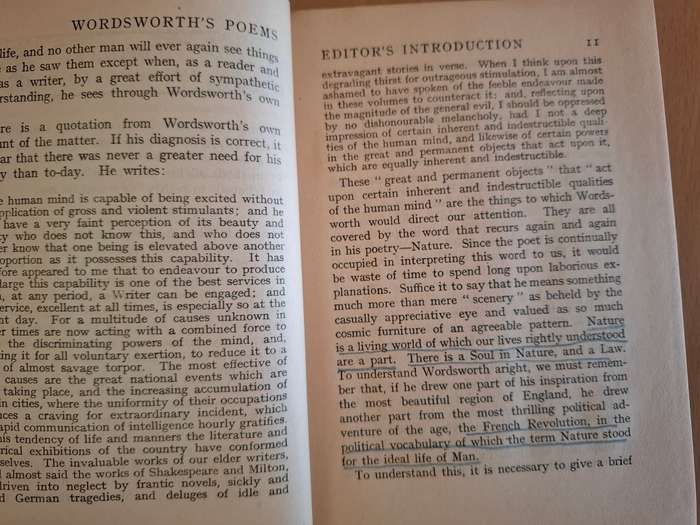 WORDSWORTH'S POEMS
life, and no other man will ever again see things
as he saw them except when, as a reader and
as a writer, by a great effort of sympathetic
understanding, he sees through Wordsworth's own
is a quotation from Wordsworth's own
of the matter. If his diagnosis is correct, it
that there was never a greater need for his
than to-day. He writes:
human mind is capable of being excited without
application of gross and violent stimulants; and he
have a very faint perception of its beauty and
who does not know this, and who does not
know that one being is elevated above another
proportion as it possesses this capability. It has
appeared to me that to endeavour to produce
enlarge this capability is one of the best services in
at any period, a Writer can be engaged; and
service, excellent at all times, is especially so at the
day. For a multitude of causes unknown in
times are now acting with a combined force to
the discriminating powers of the mind, and,
it for all voluntary exertion, to reduce it to a
of almost savage torpor. The most effective of
causes are the great national events which are
taking place, and the increasing accumulation of
in cities, where the uniformity of their occupations
a craving for extraordinary incident, which
rapid communication of intelligence hourly gratifies.
this tendency of life and manners the literature and
exhibitions of the country have conformed
The invaluable works of our elder writers,
almost said the works of Shakespeare and Milton,
driven into neglect by frantic novels, sickly and
German tragedies, and deluges of idle and
EDITOR'S INTRODUCTION 11
extravagant stories in verse. When I think upon this
degrading thirst for outrageous stimulation, I am almost
ashamed to have spoken of the feeble endeavour made
in these volumes to counteract it; and, reflecting upon
the magnitude of the general evil, I should be oppressed
by no dishonourable melancholy, had I not a deep
impression of certain inherent and indestructible quali-
ties of the human mind, and likewise of certain powers
in the great and permanent objects that act upon it,
which are equally inherent and indestructible.
These "great and permanent objects" that "act
upon certain inherent and indestructible qualities
of the human mind" are the things to which Words-
worth would direct our attention. They are all
covered by the word that recurs again and again
in his poetry—Nature. Since the poet is continually
occupied in interpreting this word to us, it would
be waste of time to spend long upon laborious ex-
planations. Suffice it to say that he means something
much more than mere "scenery" as beheld by the
casually appreciative eye and valued as so much
cosmic furniture of an agreeable pattern. Nature
is a living world of which our lives rightly understood
are a part. There is a Soul in Nature, and a Law.
To understand Wordsworth aright, we must remem-
ber that, if he drew one part of his inspiration from
the most beautiful region of England, he drew
another part from the most thrilling political ad-
venture of the age, the French Revolution, in the
political vocabulary of which the term Nature stood
for the ideal life of Man.
To understand this, it is necessary to give a brief